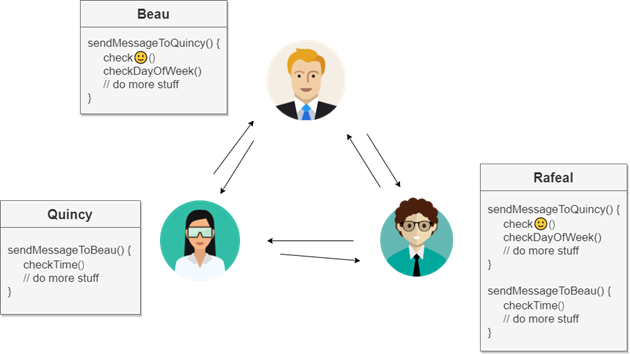 Beau
sendMessageToQuincy() {
check🙂()
checkDayOfWeek()
// do more stuff
}
Quincy
sendMessageToBeau() {
checkTime()
// do more stuff
}
Rafeal
sendMessageToQuincy() {
check🙂()
checkDayOfWeek()
// do more stuff
}
sendMessageToBeau() {
checkTime()
// do more stuff
}